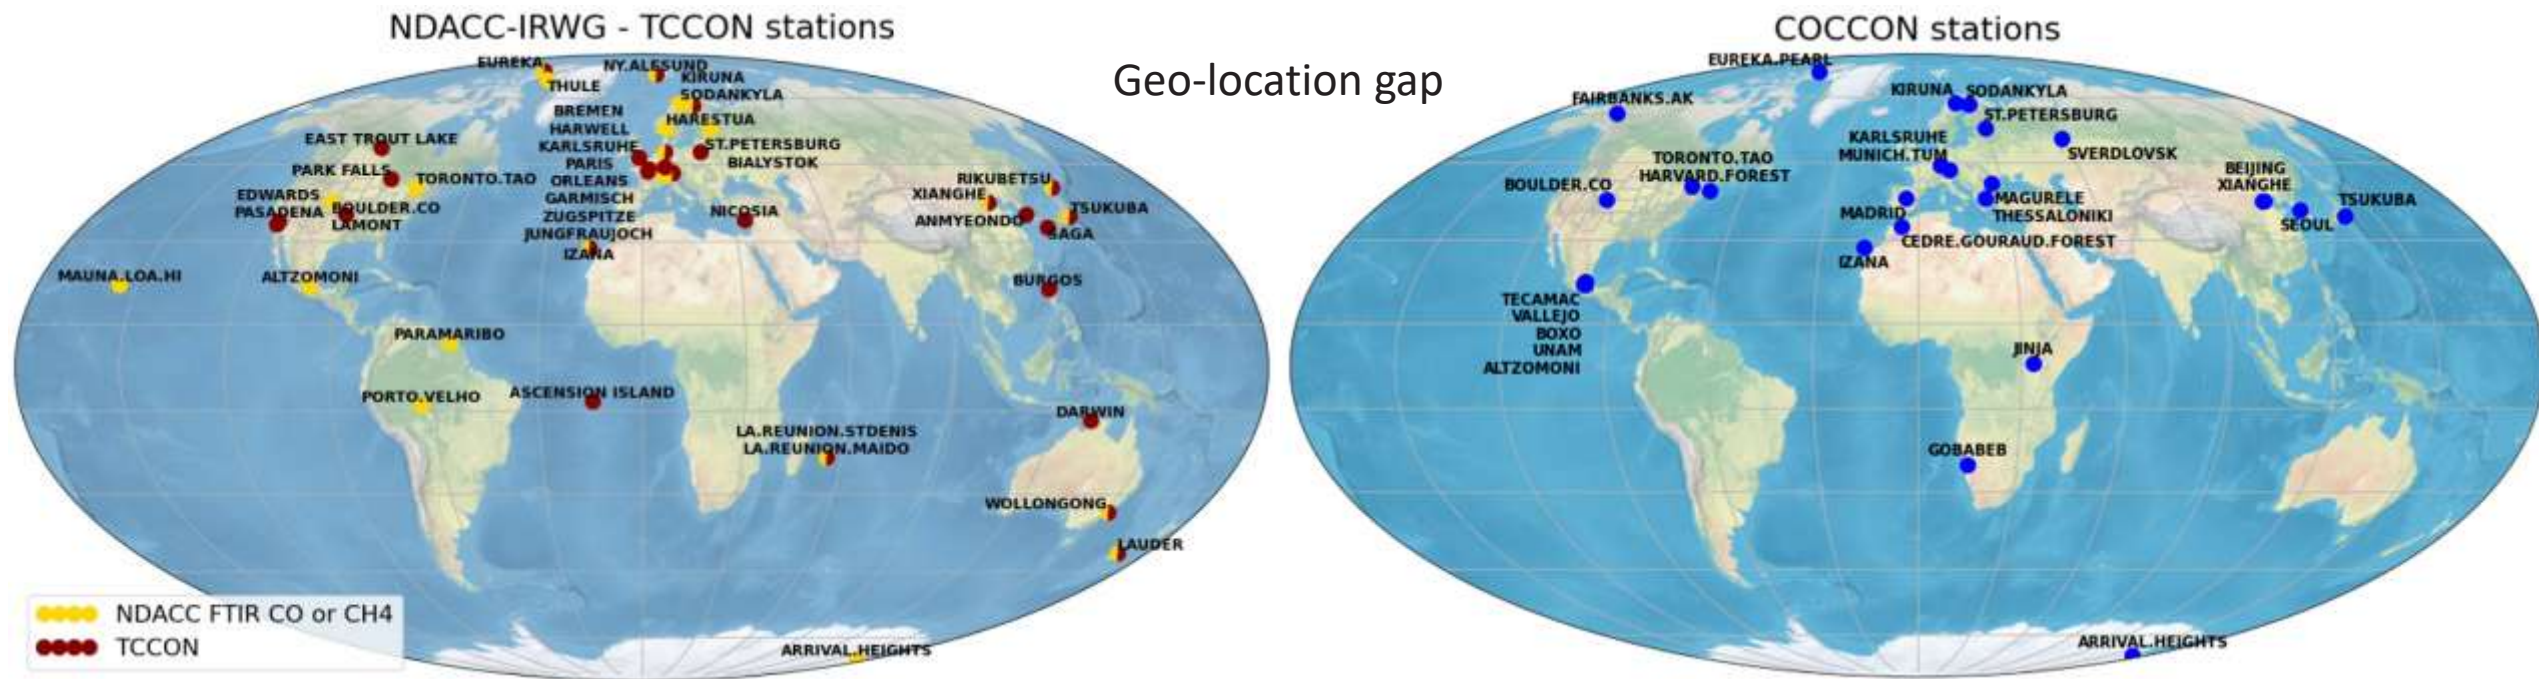 NDACC-IRWG - TCCON stations
EUREKA
THULE
NY.ALESUND
KIRUNA
SODANKYLA
BREMEN
HARESTUA
HARWELL
EAST TROUT LAKE
KARLSRUHE
ST.PETERSBURG
PARIS
BIALYSTOK
PARK FALLS
TORONTO.TAO
ORLEANS
RIKUBETSU
EDWARDS
GARMISCH
XIANGHE
PASADENA
BOULDER.CO
ZUGSPITZE
NICOSIA
ANMYEONDO
TSUKUBA
LAMONT
JUNGFRAUJOCH
SAGA
IZANA
MAUNA.LOA.HI
ALTZOMONI
BURGOS
PARAMARIBO
PORTO.VELHO
ASCENSION ISLAND
DARWIN
LA.REUNION.STDENIS
LA.REUNION.MAIDO
WOLLONGONG
LAUDER
NDACC FTIR CO or CH4
TCCON
ARRIVAL.HEIGHTS
Geo-location gap
COCCON stations
EUREKA.PEARL
FAIRBANKS.AK
KIRUNA
SODANKYLA
ST.PETERSBURG
KARLSRUHE
MUNICH.TUM
SVERDLOVSK
TORONTO.TAO
HARVARD.FOREST
BEIJING
XIANGHE
BOULDER.CO
MAGURELE
TSUKUBA
MADRID
THESSALONIKI
SEOUL
CEDRE.GOURAUD.FOREST
IZANA
TECAMAC
VALLEJO
BOXO
UNAM
ALTZOMONI
JINJA
GOBABEB
ARRIVAL.HEIGHTS